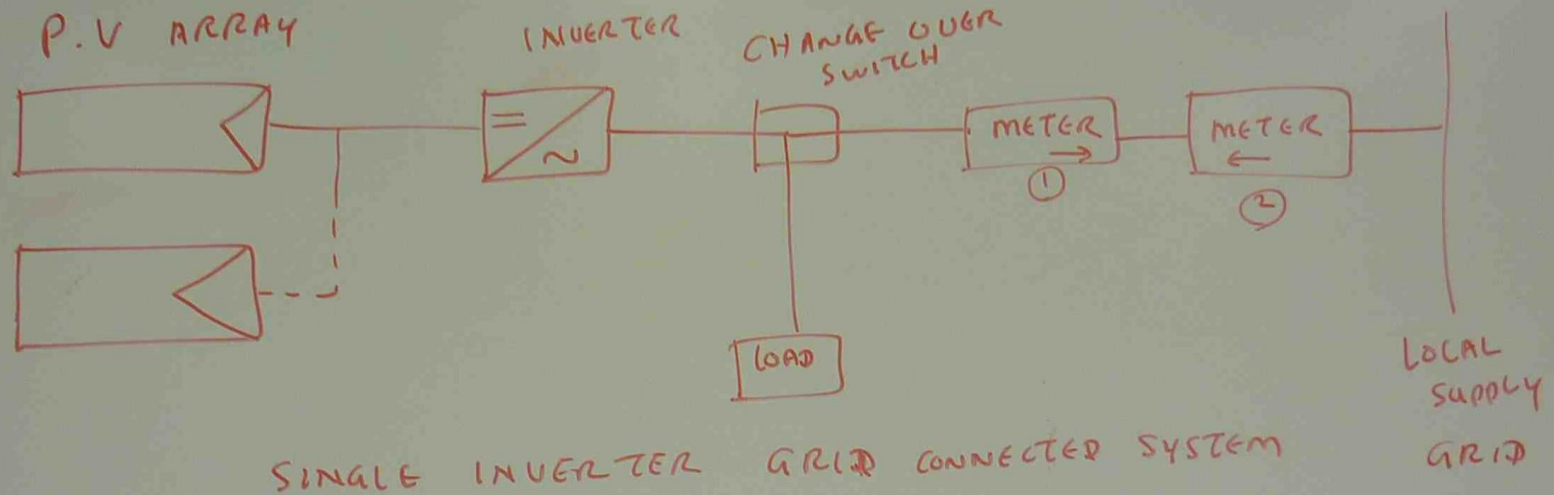 P.V ARRAY
INVERTER
CHANGE OVER
SWITCH
=
~
METER
→
①
METER
←
②
LOAD
LOCAL
SUPPLY
GRID
SINGLE INVERTER GRID CONNECTED SYSTEM